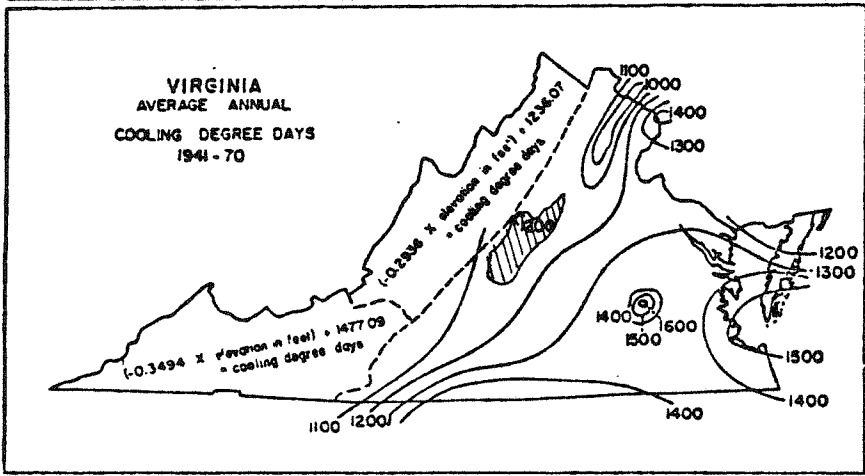 VIRGINIA
AVERAGE ANNUAL
COOLING DEGREE DAYS
1941-70
(-0.2936 X elevation in feet) + 1236.07
= cooling degree days
(-0.3494 X elevation in feet) + 1477.09
= cooling degree days
1100
1000
1400
1300
1200
1200
1300
1400
1600
1500
1500
1400
1400
1100
1200